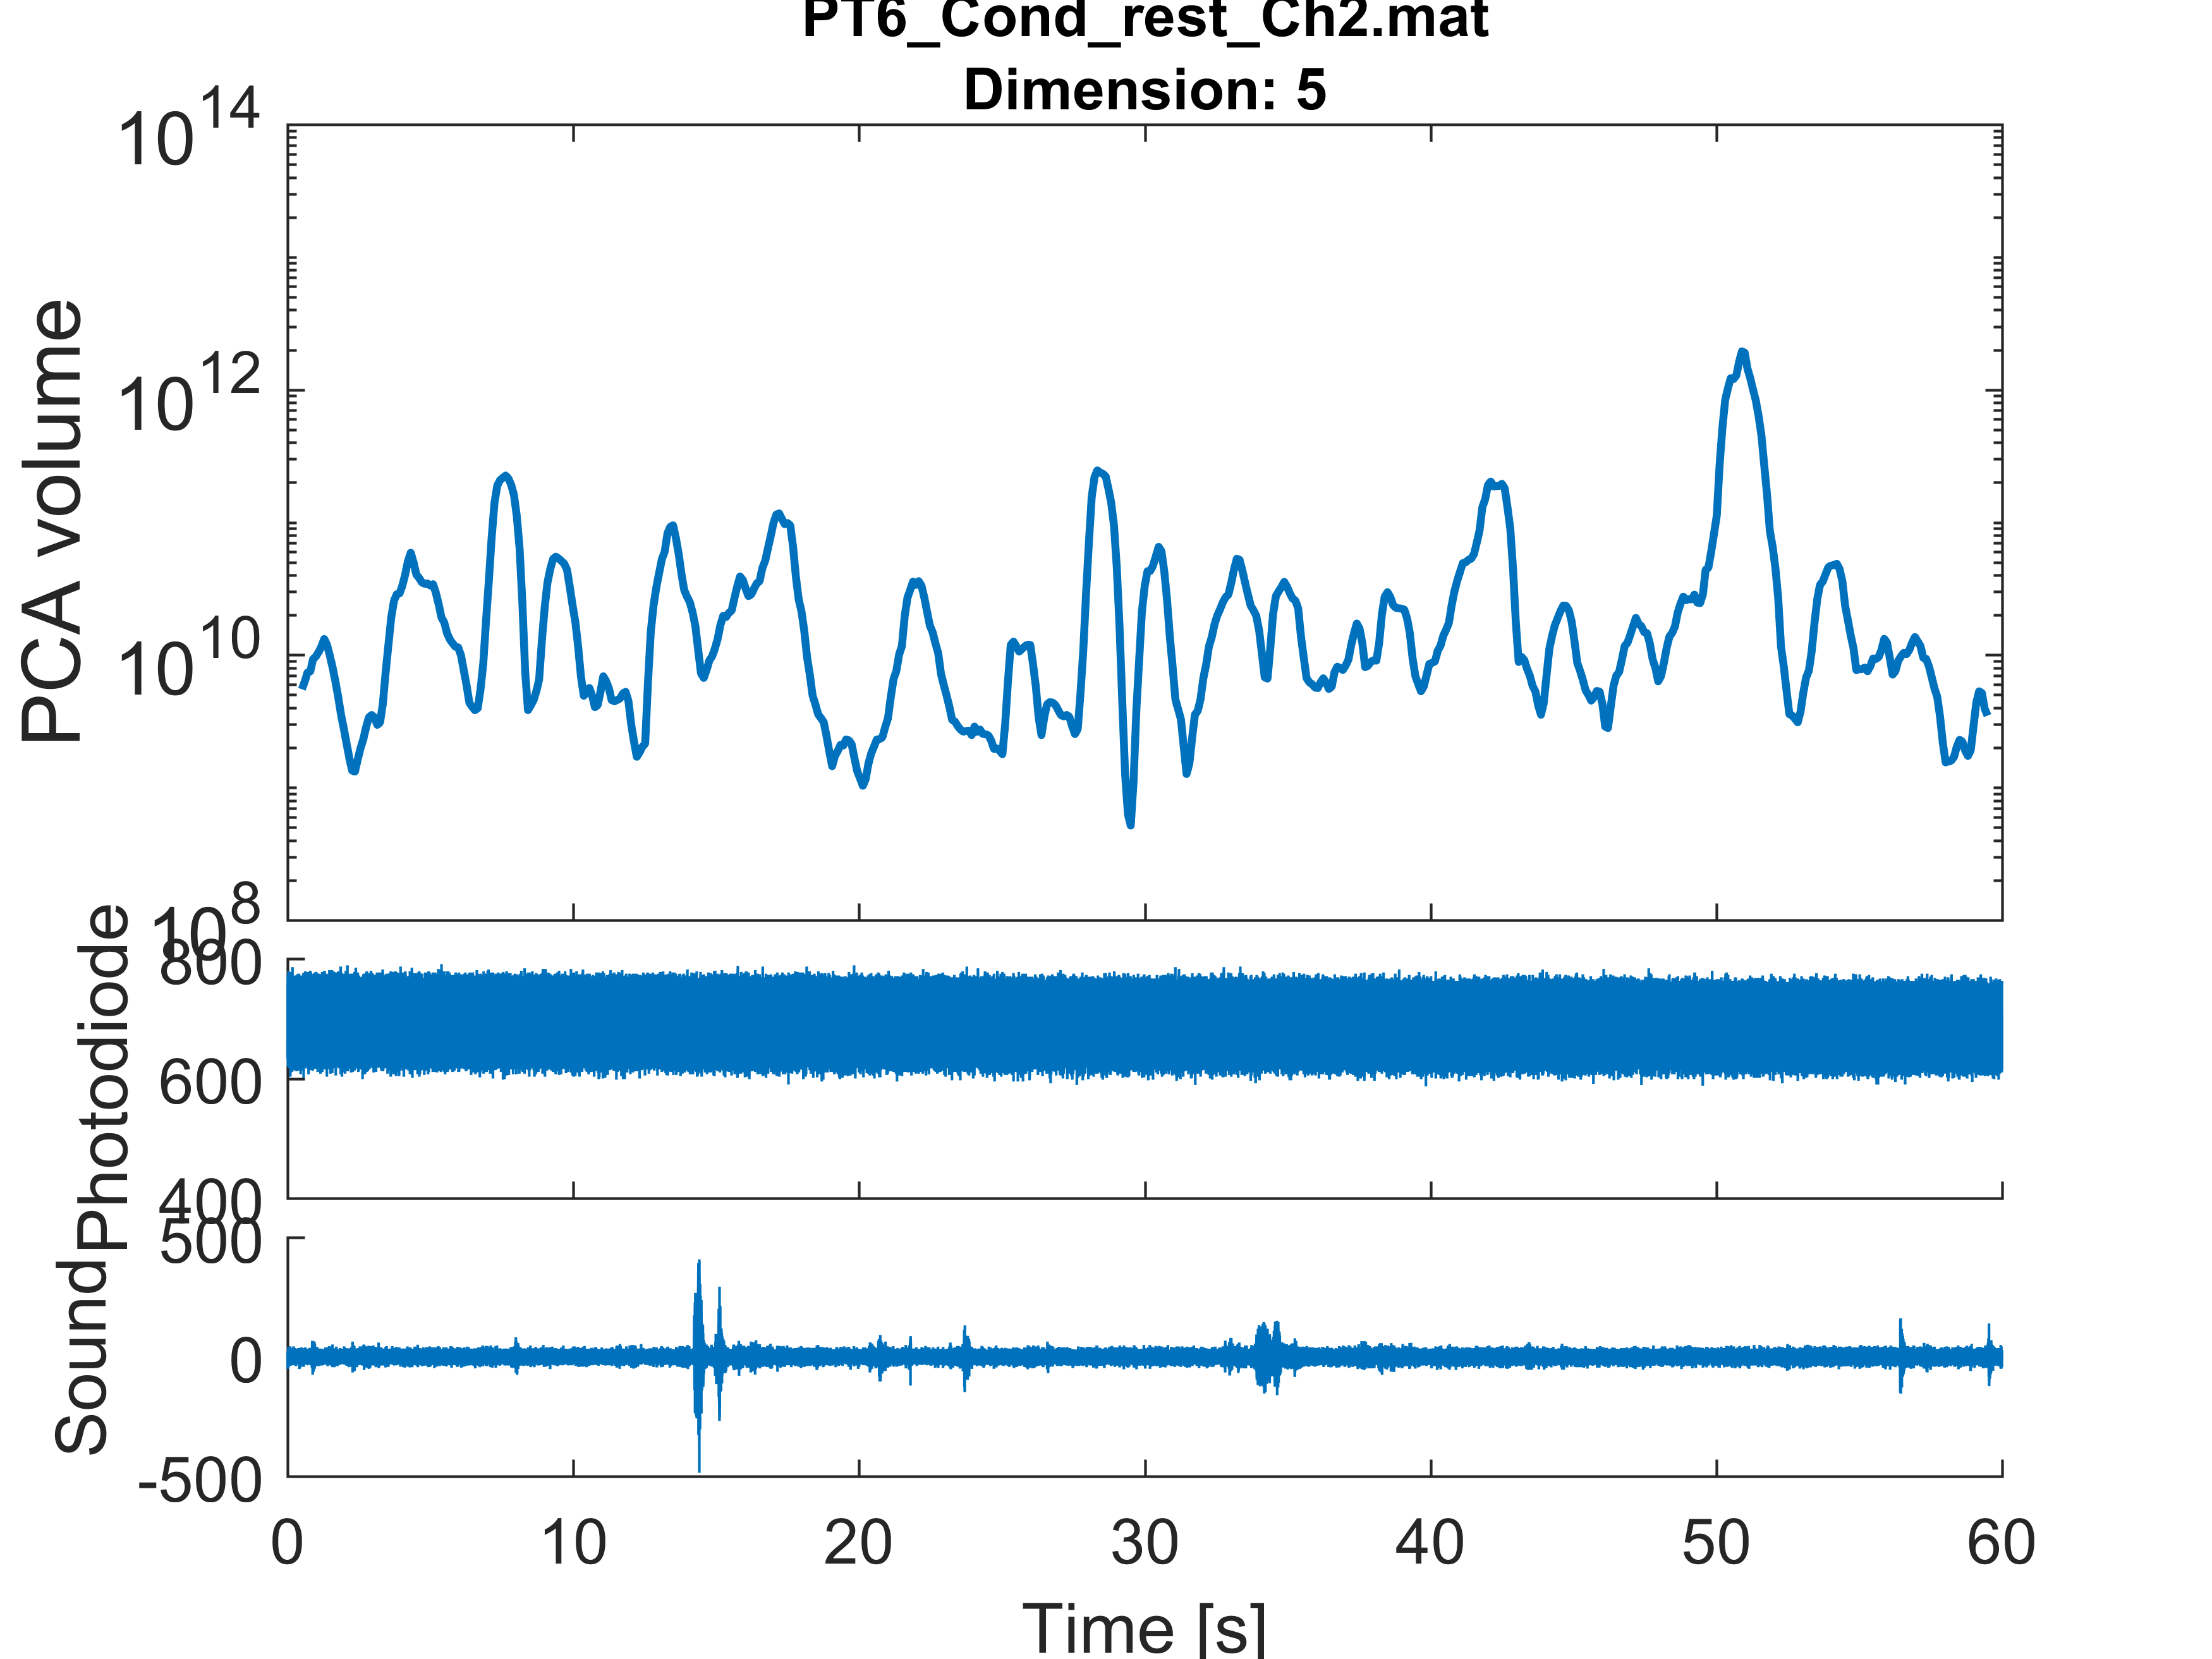 PT6_Cond_rest_Ch2.mat
Dimension: 5
PCA volume
10^14
10^12
10^10
10^8
Photodiode
800
600
400
Sound
500
0
-500
0 10 20 30 40 50 60
Time [s]